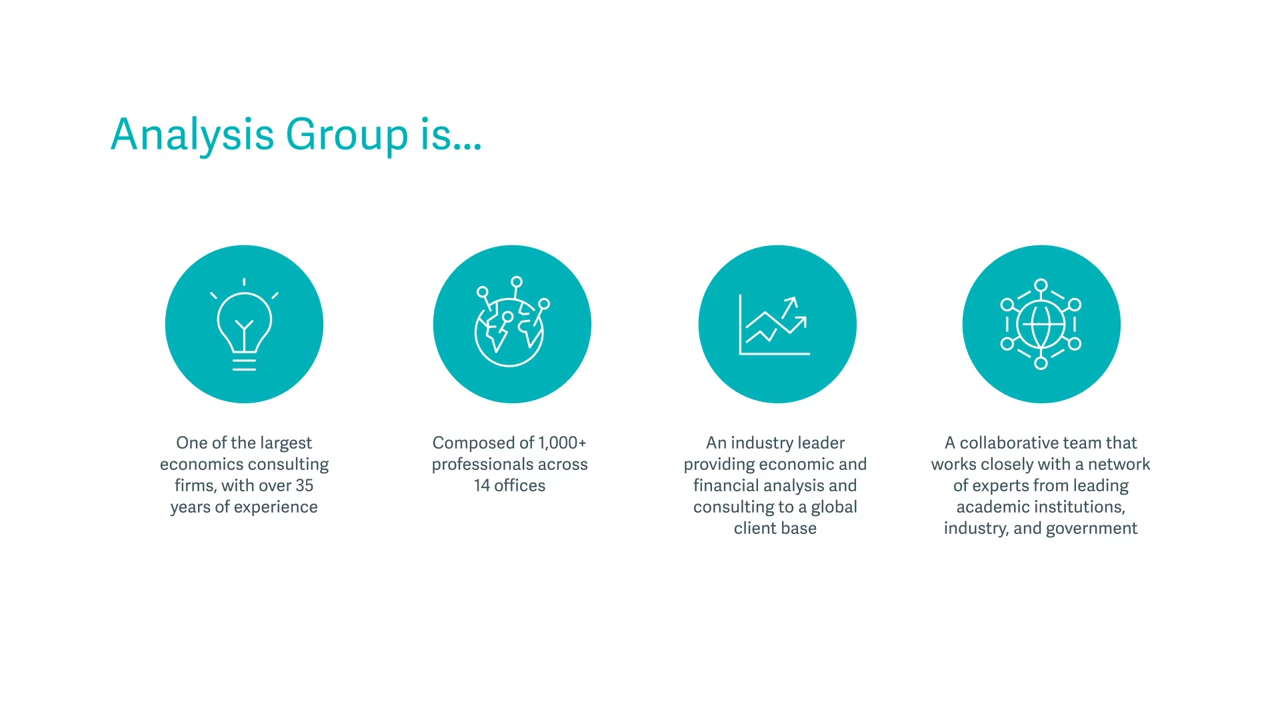 Analysis Group is...
One of the largest
economics consulting
firms, with over 35
years of experience
Composed of 1,000+
professionals across
14 offices
An industry leader
providing economic and
financial analysis and
consulting to a global
client base
A collaborative team that
works closely with a network
of experts from leading
academic institutions,
industry, and government